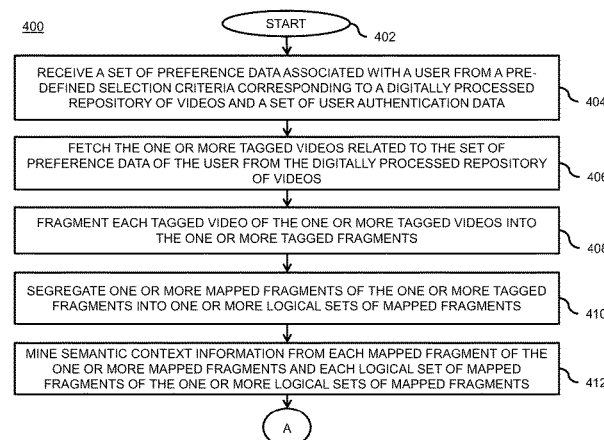 400
START
402
RECEIVE A SET OF PREFERENCE DATA ASSOCIATED WITH A USER FROM A PRE-
DEFINED SELECTION CRITERIA CORRESPONDING TO A DIGITALLY PROCESSED
REPOSITORY OF VIDEOS AND A SET OF USER AUTHENTICATION DATA
404
FETCH THE ONE OR MORE TAGGED VIDEOS RELATED TO THE SET OF
PREFERENCE DATA OF THE USER FROM THE DIGITALLY PROCESSED REPOSITORY
OF VIDEOS
406
FRAGMENT EACH TAGGED VIDEO OF THE ONE OR MORE TAGGED VIDEOS INTO
THE ONE OR MORE TAGGED FRAGMENTS
408
SEGREGATE ONE OR MORE MAPPED FRAGMENTS OF THE ONE OR MORE TAGGED
FRAGMENTS INTO ONE OR MORE LOGICAL SETS OF MAPPED FRAGMENTS
410
MINE SEMANTIC CONTEXT INFORMATION FROM EACH MAPPED FRAGMENT OF THE
ONE OR MORE MAPPED FRAGMENTS AND EACH LOGICAL SET OF MAPPED
FRAGMENTS OF THE ONE OR MORE LOGICAL SETS OF MAPPED FRAGMENTS
412
A